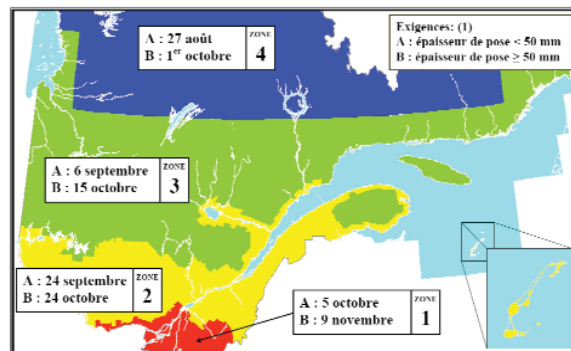 A : 27 août
B : 1er octobre
ZONE
4
Exigences: (1)
A : épaisseur de pose < 50 mm
B : épaisseur de pose ≥ 50 mm
A : 6 septembre
B : 15 octobre
ZONE
3
A : 24 septembre
B : 24 octobre
ZONE
2
A : 5 octobre
B : 9 novembre
ZONE
1